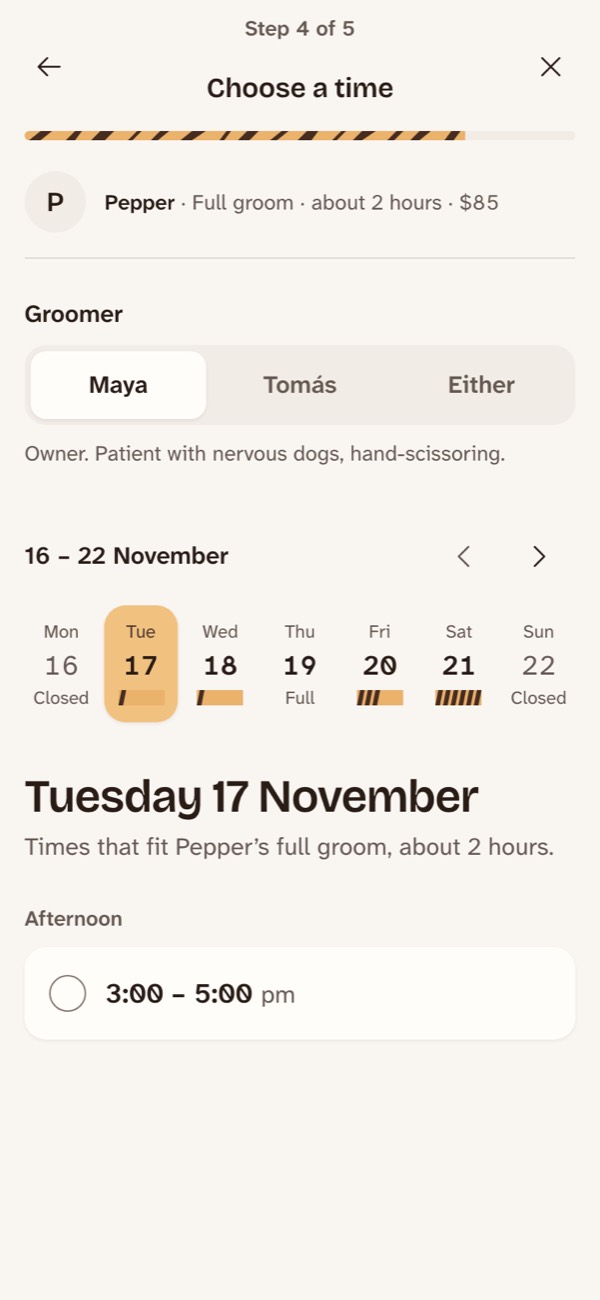 Step 4 of 5
Choose a time
P
Pepper · Full groom · about 2 hours · $85
Groomer
Maya Tomás Either
Owner. Patient with nervous dogs, hand-scissoring.
16 – 22 November
Mon Tue Wed Thu Fri Sat Sun
16 17 18 19 20 21 22
Closed Full Closed
Tuesday 17 November
Times that fit Pepper’s full groom, about 2 hours.
Afternoon
3:00 – 5:00 pm